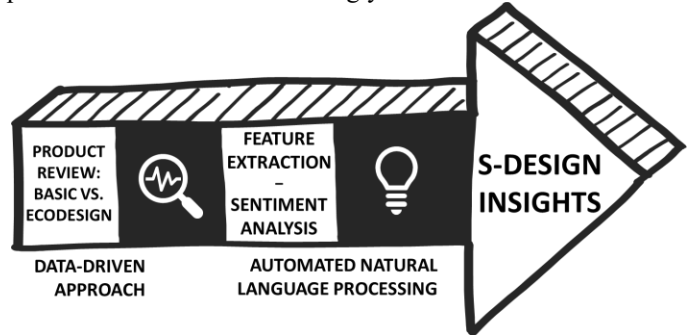 PRODUCT
REVIEW:
BASIC VS.
ECODESIGN
FEATURE
EXTRACTION
–
SENTIMENT
ANALYSIS
S-DESIGN
INSIGHTS
DATA-DRIVEN
APPROACH
AUTOMATED NATURAL
LANGUAGE PROCESSING